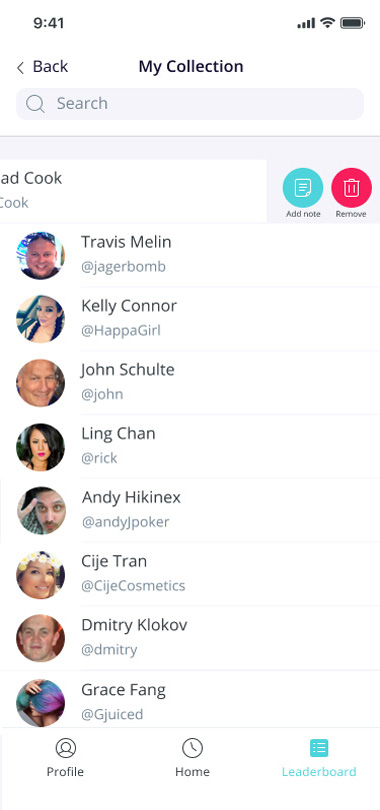 9:41
Back
My Collection
Search
ad Cook
Cook
Add note
Remove
Travis Melin
@jagerbomb
Kelly Connor
@HappaGirl
John Schulte
@john
Ling Chan
@rick
Andy Hikinex
@andyJpoker
Cije Tran
@CijeCosmetics
Dmitry Klokov
@dmitry
Grace Fang
@Gjuiced
Profile
Home
Leaderboard